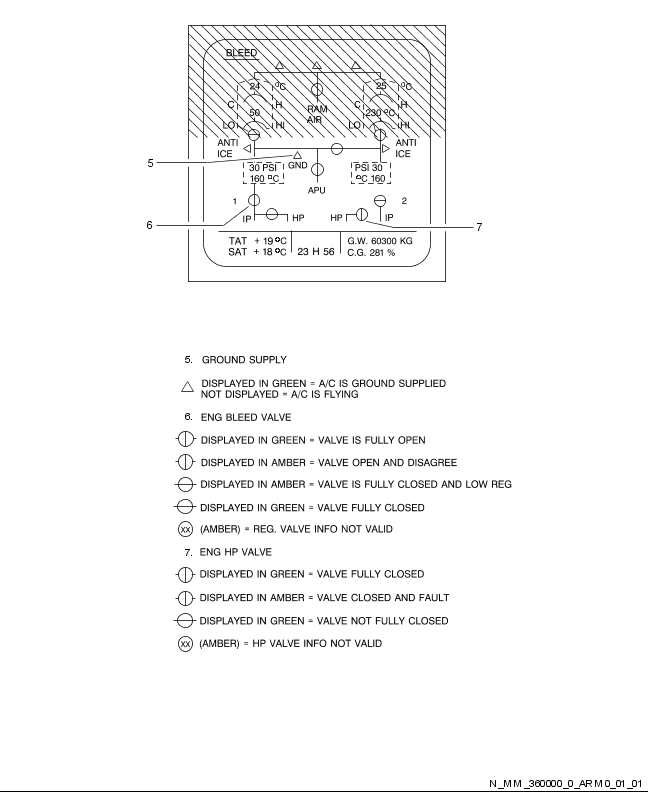 BLEED
24 °C 25 °C
C 50 H RAM AIR C 230 °C H
LO HI LO HI
ANTI ICE ANTI ICE
5 GND
30 PSI PSI 30
160 °C °C 160
APU
1 2
6 IP HP HP IP 7
TAT + 19 °C G.W. 60300 KG
SAT + 18 °C 23 H 56 C.G. 281 %
5. GROUND SUPPLY
DISPLAYED IN GREEN = A/C IS GROUND SUPPLIED
NOT DISPLAYED = A/C IS FLYING
6. ENG BLEED VALVE
DISPLAYED IN GREEN = VALVE IS FULLY OPEN
DISPLAYED IN AMBER = VALVE OPEN AND DISAGREE
DISPLAYED IN AMBER = VALVE IS FULLY CLOSED AND LOW REG
DISPLAYED IN GREEN = VALVE FULLY CLOSED
XX (AMBER) = REG. VALVE INFO NOT VALID
7. ENG HP VALVE
DISPLAYED IN GREEN = VALVE FULLY CLOSED
DISPLAYED IN AMBER = VALVE CLOSED AND FAULT
DISPLAYED IN GREEN = VALVE NOT FULLY CLOSED
XX (AMBER) = HP VALVE INFO NOT VALID
N_MM_360000_0_ARM0_01_01